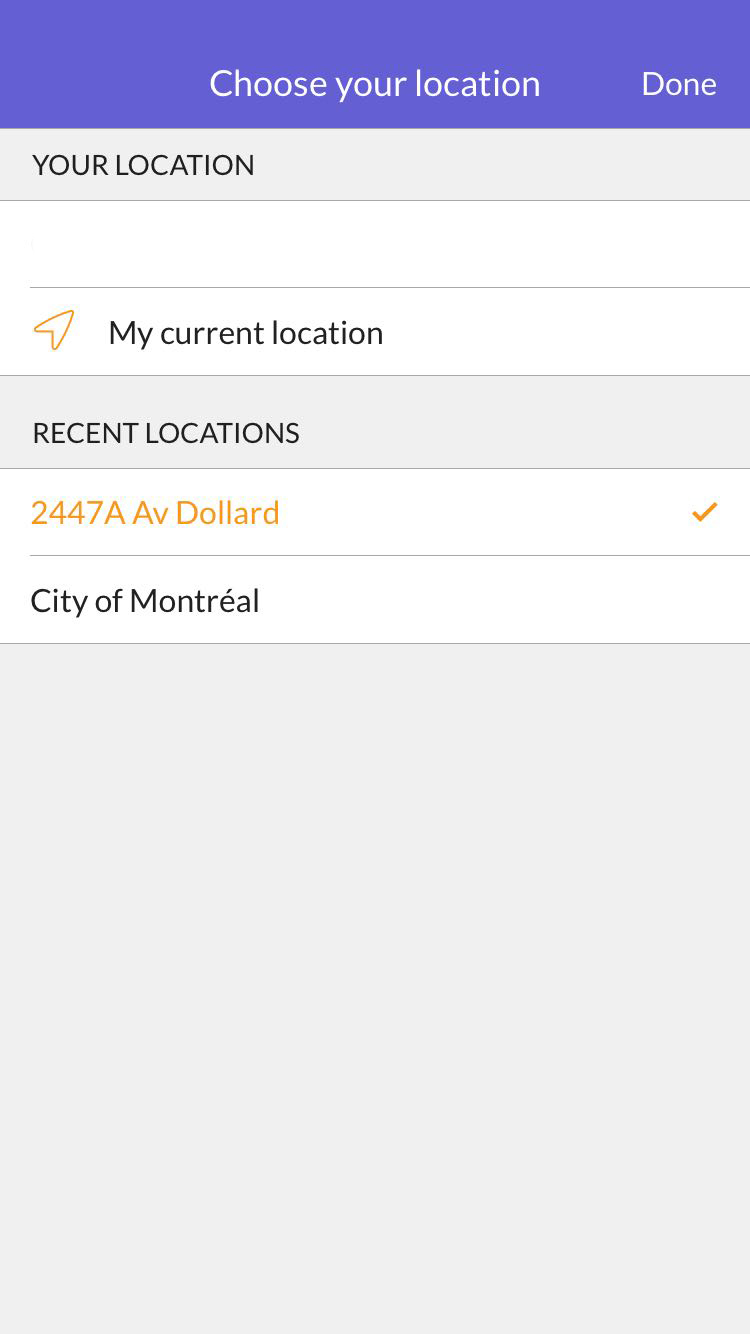 Choose your location
Done
YOUR LOCATION
My current location
RECENT LOCATIONS
2447A Av Dollard
City of Montréal